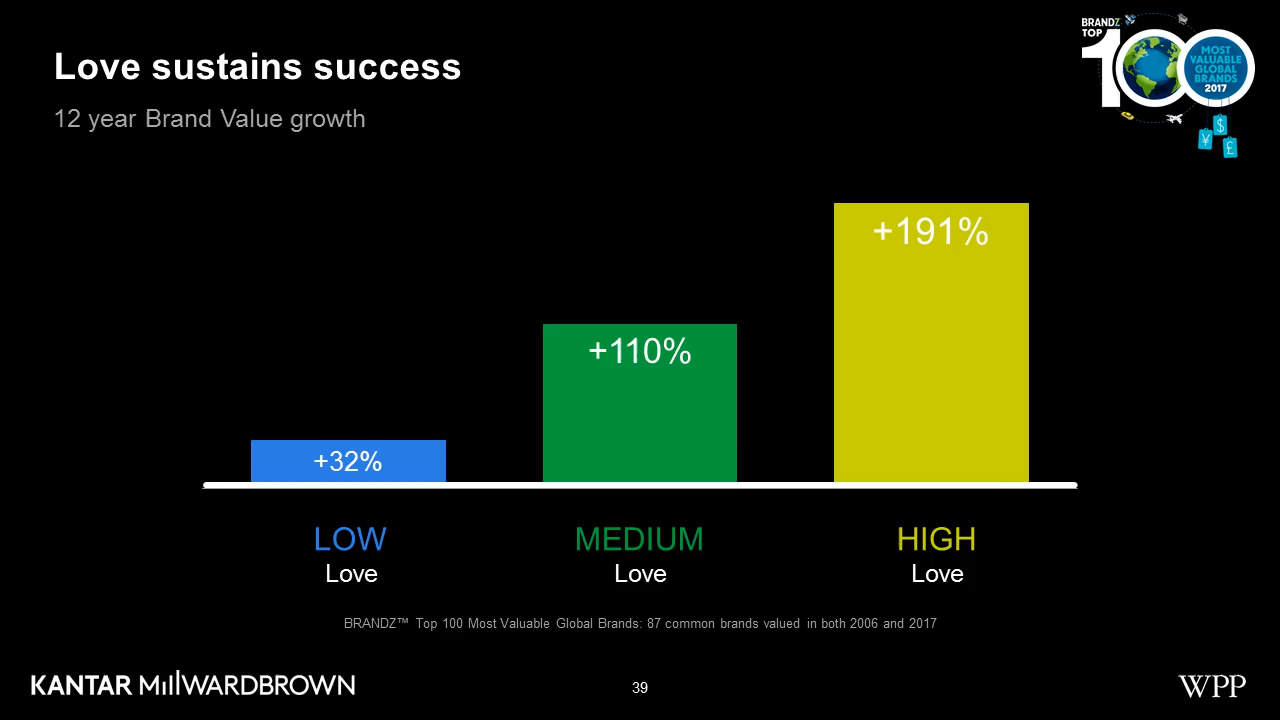 Love sustains success
12 year Brand Value growth
BRANDZ
TOP
100
MOST
VALUABLE
GLOBAL
BRANDS
2017
¥
$
£
+191%
+110%
+32%
LOW
Love
MEDIUM
Love
HIGH
Love
BRANDZ™ Top 100 Most Valuable Global Brands: 87 common brands valued in both 2006 and 2017
KANTAR MillWARDBROWN
39
WPP